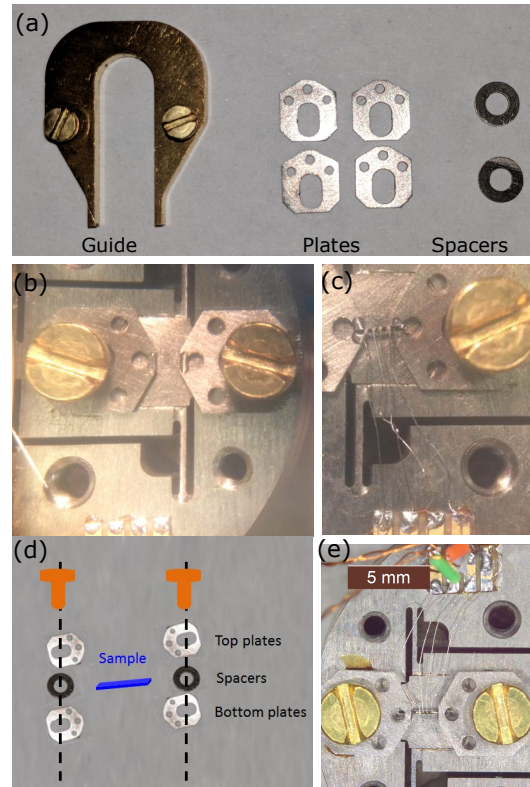 (a)
Guide Plates Spacers
(b)
(c)
(d)
Top plates
Sample
Spacers
Bottom plates
(e)
5 mm